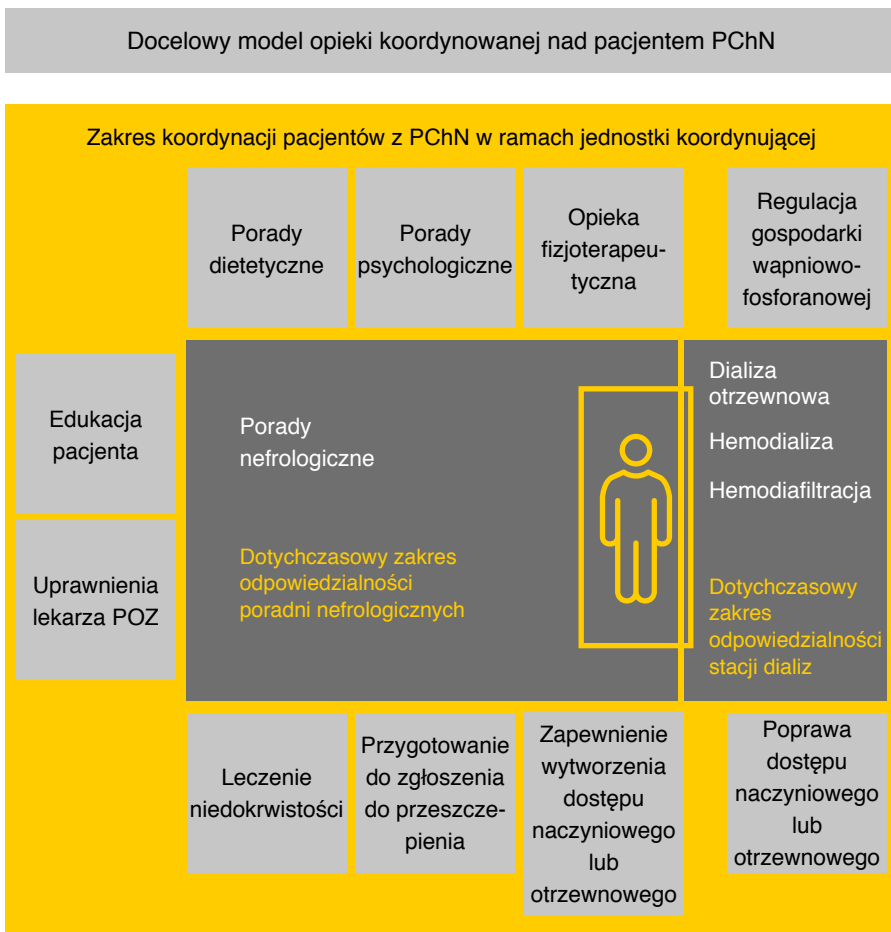 Docelowy model opieki koordynowanej nad pacjentem PChN
Zakres koordynacji pacjentów z PChN w ramach jednostki koordynującej
Porady
dietetyczne
Porady
psychologiczne
Opieka
fizjoterapeu-
tyczna
Regulacja
gospodarki
wapniowo-
fosforanowej
Edukacja
pacjenta
Uprawnienia
lekarza POZ
Porady
nefrologiczne
Dotychczasowy zakres
odpowiedzialności
poradni nefrologicznych
Dializa
otrzewnowa
Hemodializa
Hemodiafiltracja
Dotychczasowy
zakres
odpowiedzialności
stacji dializ
Leczenie
niedokrwistości
Przygotowanie
do zgłoszenia
do przeszcze-
pienia
Zapewnienie
wytworzenia
dostępu
naczyniowego
lub
otrzewnowego
Poprawa
dostępu
naczyniowego
lub
otrzewnowego